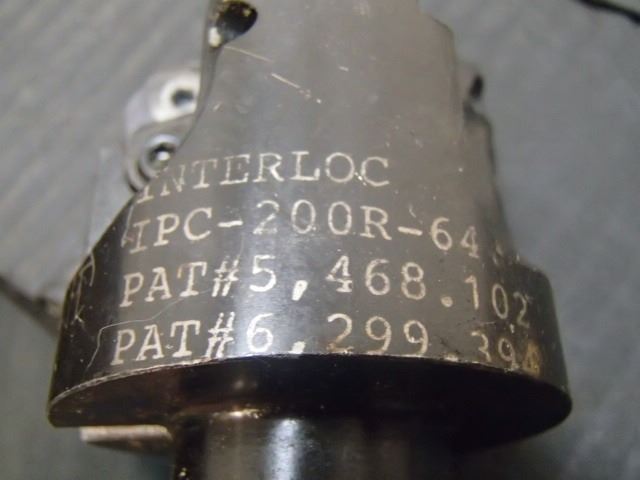 INTERLOC
IPC-200R-64
PAT#5,468.102
PAT#6.299.394